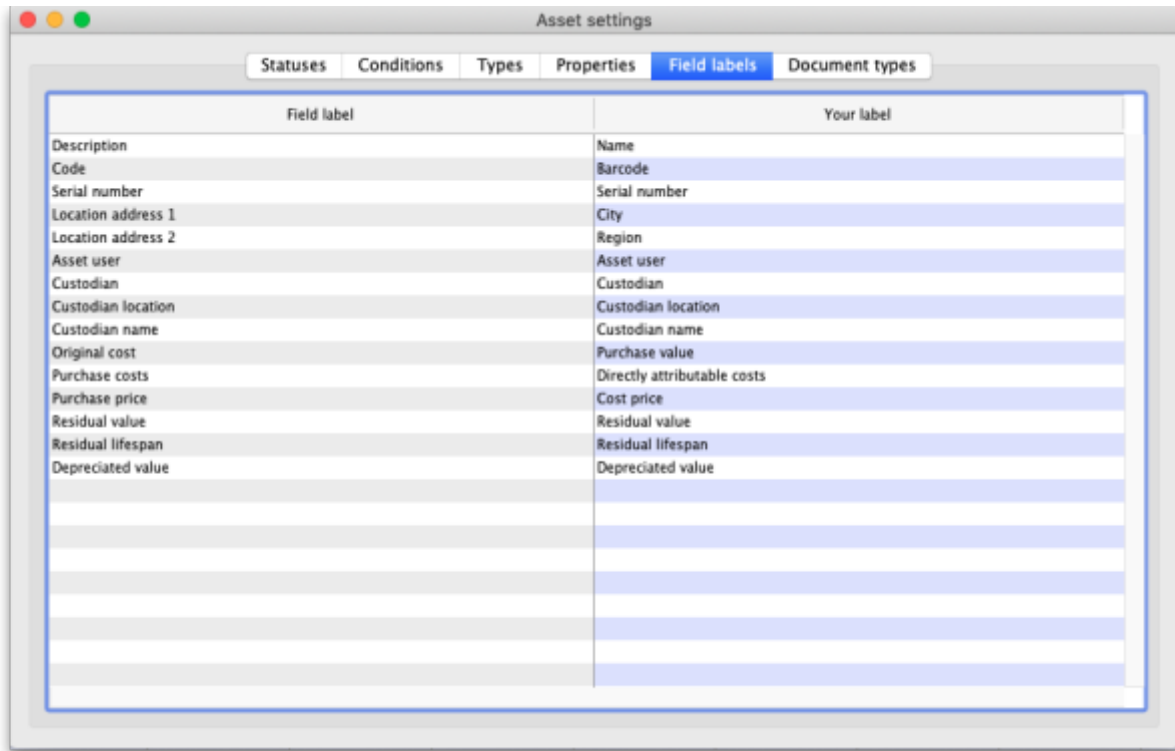 Asset settings
Statuses Conditions Types Properties Field labels Document types
Field label Your label
Description Name
Code Barcode
Serial number Serial number
Location address 1 City
Location address 2 Region
Asset user Asset user
Custodian Custodian
Custodian location Custodian location
Custodian name Custodian name
Original cost Purchase value
Purchase costs Directly attributable costs
Purchase price Cost price
Residual value Residual value
Residual lifespan Residual lifespan
Depreciated value Depreciated value